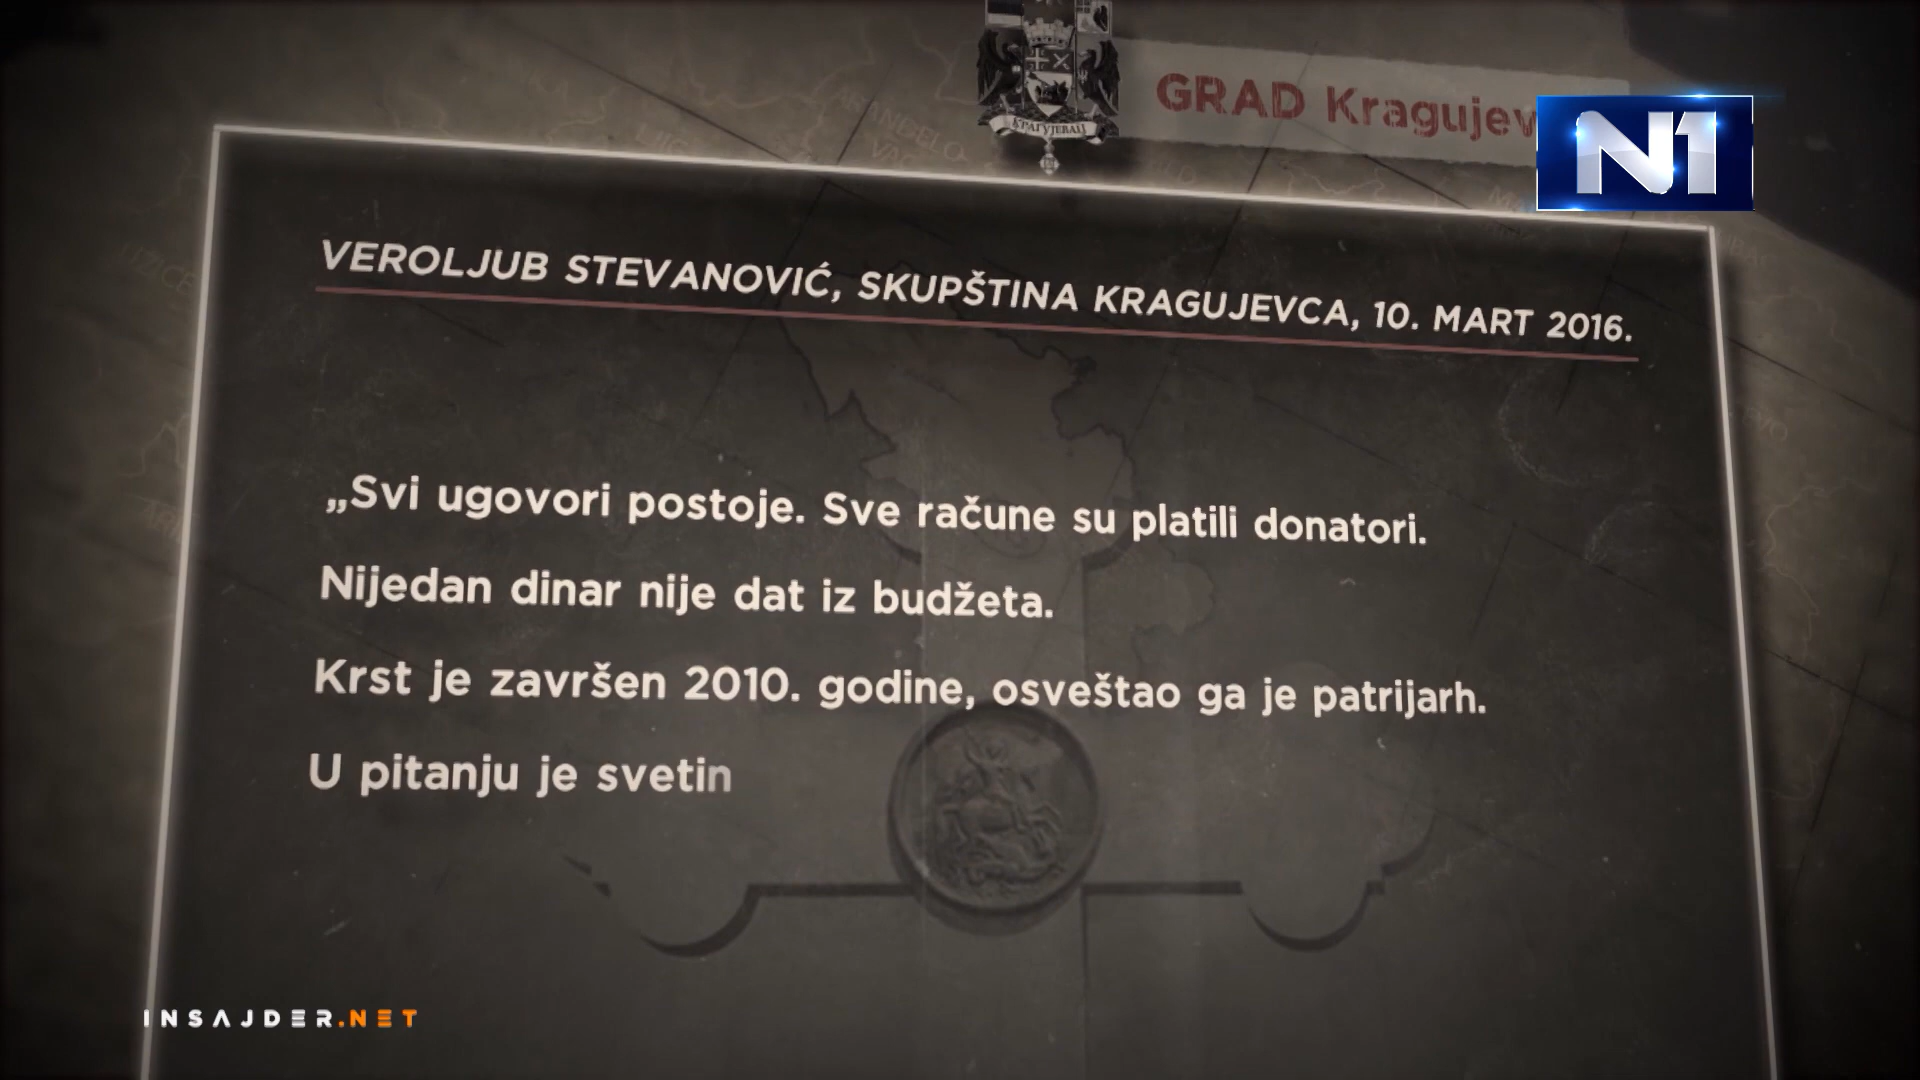 GRAD Kragujev
N1
КРАГУЈЕВАЦ
VEROLJUB STEVANOVIĆ, SKUPŠTINA KRAGUJEVCA, 10. MART 2016.
„Svi ugovori postoje. Sve račune su platili donatori.
Nijedan dinar nije dat iz budžeta.
Krst je završen 2010. godine, osveštao ga je patrijarh.
U pitanju je svetin
INSAJDER.NET